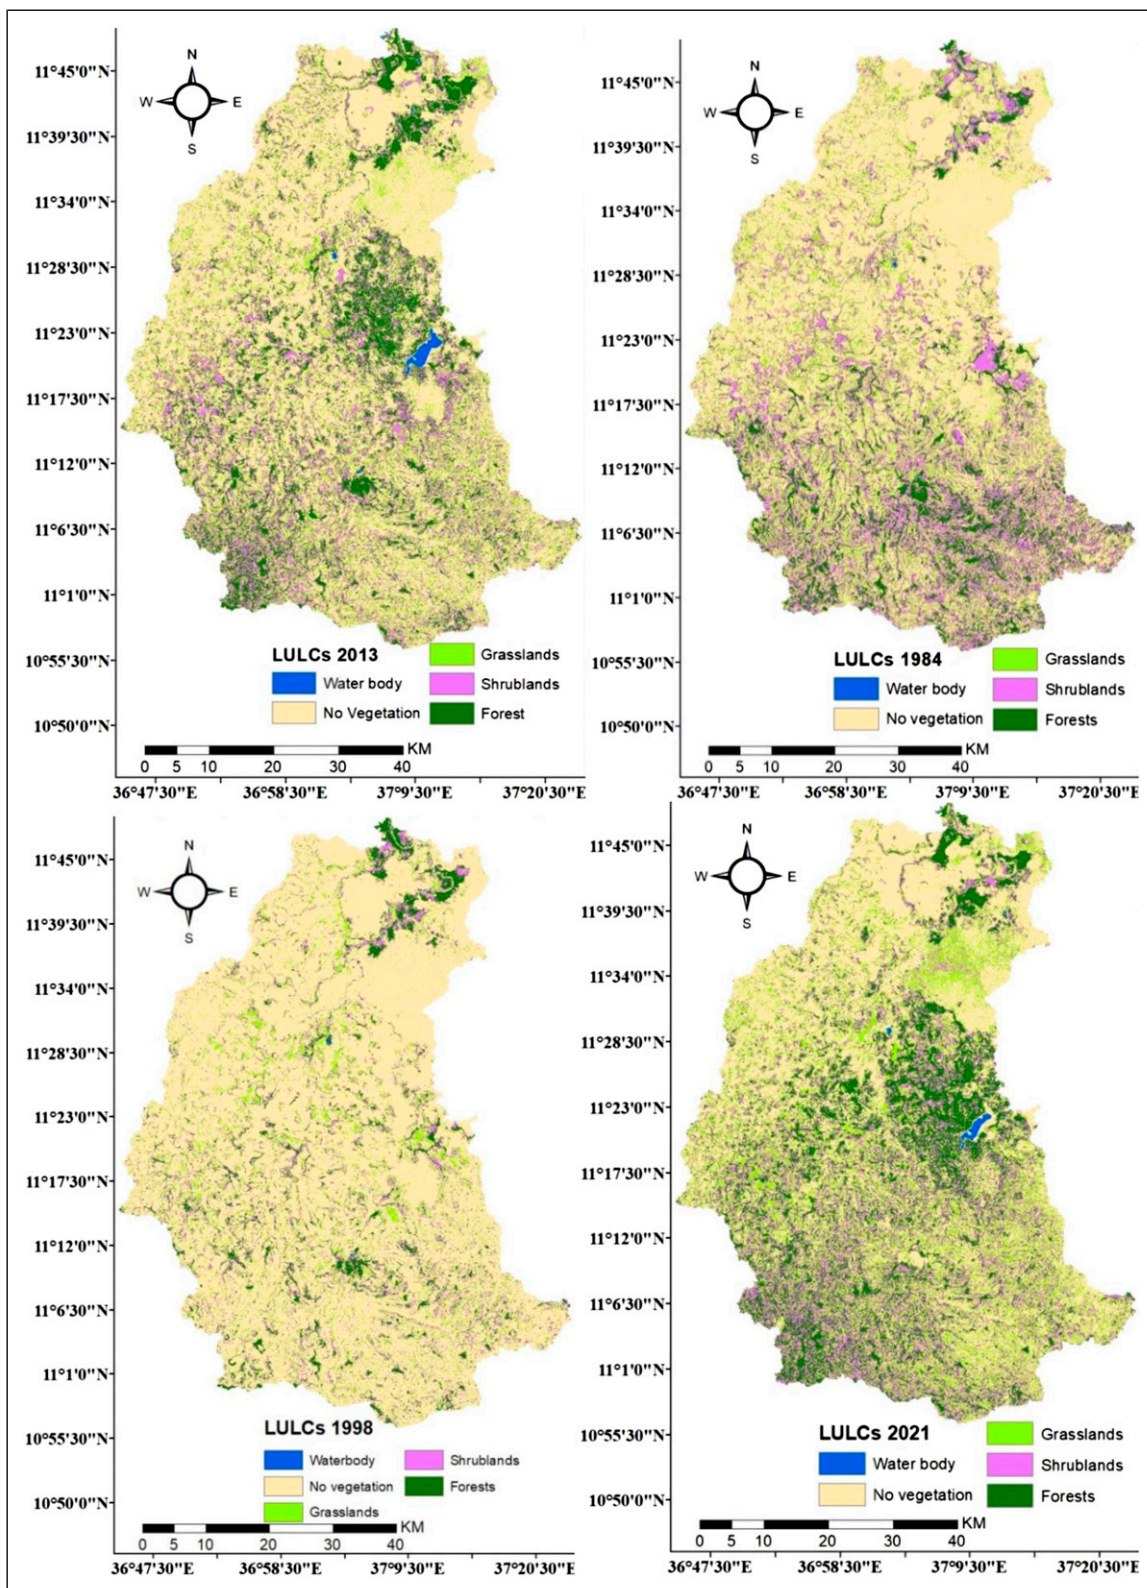 N
W E
S
11°45'0"N
11°39'30"N
11°34'0"N
11°28'30"N
11°23'0"N
11°17'30"N
11°12'0"N
11°6'30"N
11°1'0"N
10°55'30"N
10°50'0"N
LULCs 2013
Water body
No Vegetation
Grasslands
Shrublands
Forest
KM
0 5 10 20 30 40
36°47'30"E 36°58'30"E 37°9'30"E 37°20'30"E
N
W E
S
11°45'0"N
11°39'30"N
11°34'0"N
11°28'30"N
11°23'0"N
11°17'30"N
11°12'0"N
11°6'30"N
11°1'0"N
10°55'30"N
10°50'0"N
LULCs 1984
Water body
No vegetation
Grasslands
Shrublands
Forests
KM
0 5 10 20 30 40
36°47'30"E 36°58'30"E 37°9'30"E 37°20'30"E
N
W E
S
11°45'0"N
11°39'30"N
11°34'0"N
11°28'30"N
11°23'0"N
11°17'30"N
11°12'0"N
11°6'30"N
11°1'0"N
10°55'30"N
10°50'0"N
LULCs 1998
Waterbody
No vegetation
Grasslands
Shrublands
Forests
KM
0 5 10 20 30 40
36°47'30"E 36°58'30"E 37°9'30"E 37°20'30"E
N
W E
S
11°45'0"N
11°39'30"N
11°34'0"N
11°28'30"N
11°23'0"N
11°17'30"N
11°12'0"N
11°6'30"N
11°1'0"N
10°55'30"N
10°50'0"N
LULCs 2021
Water body
No vegetation
Grasslands
Shrublands
Forests
KM
0 5 10 20 30 40
36°47'30"E 36°58'30"E 37°9'30"E 37°20'30"E